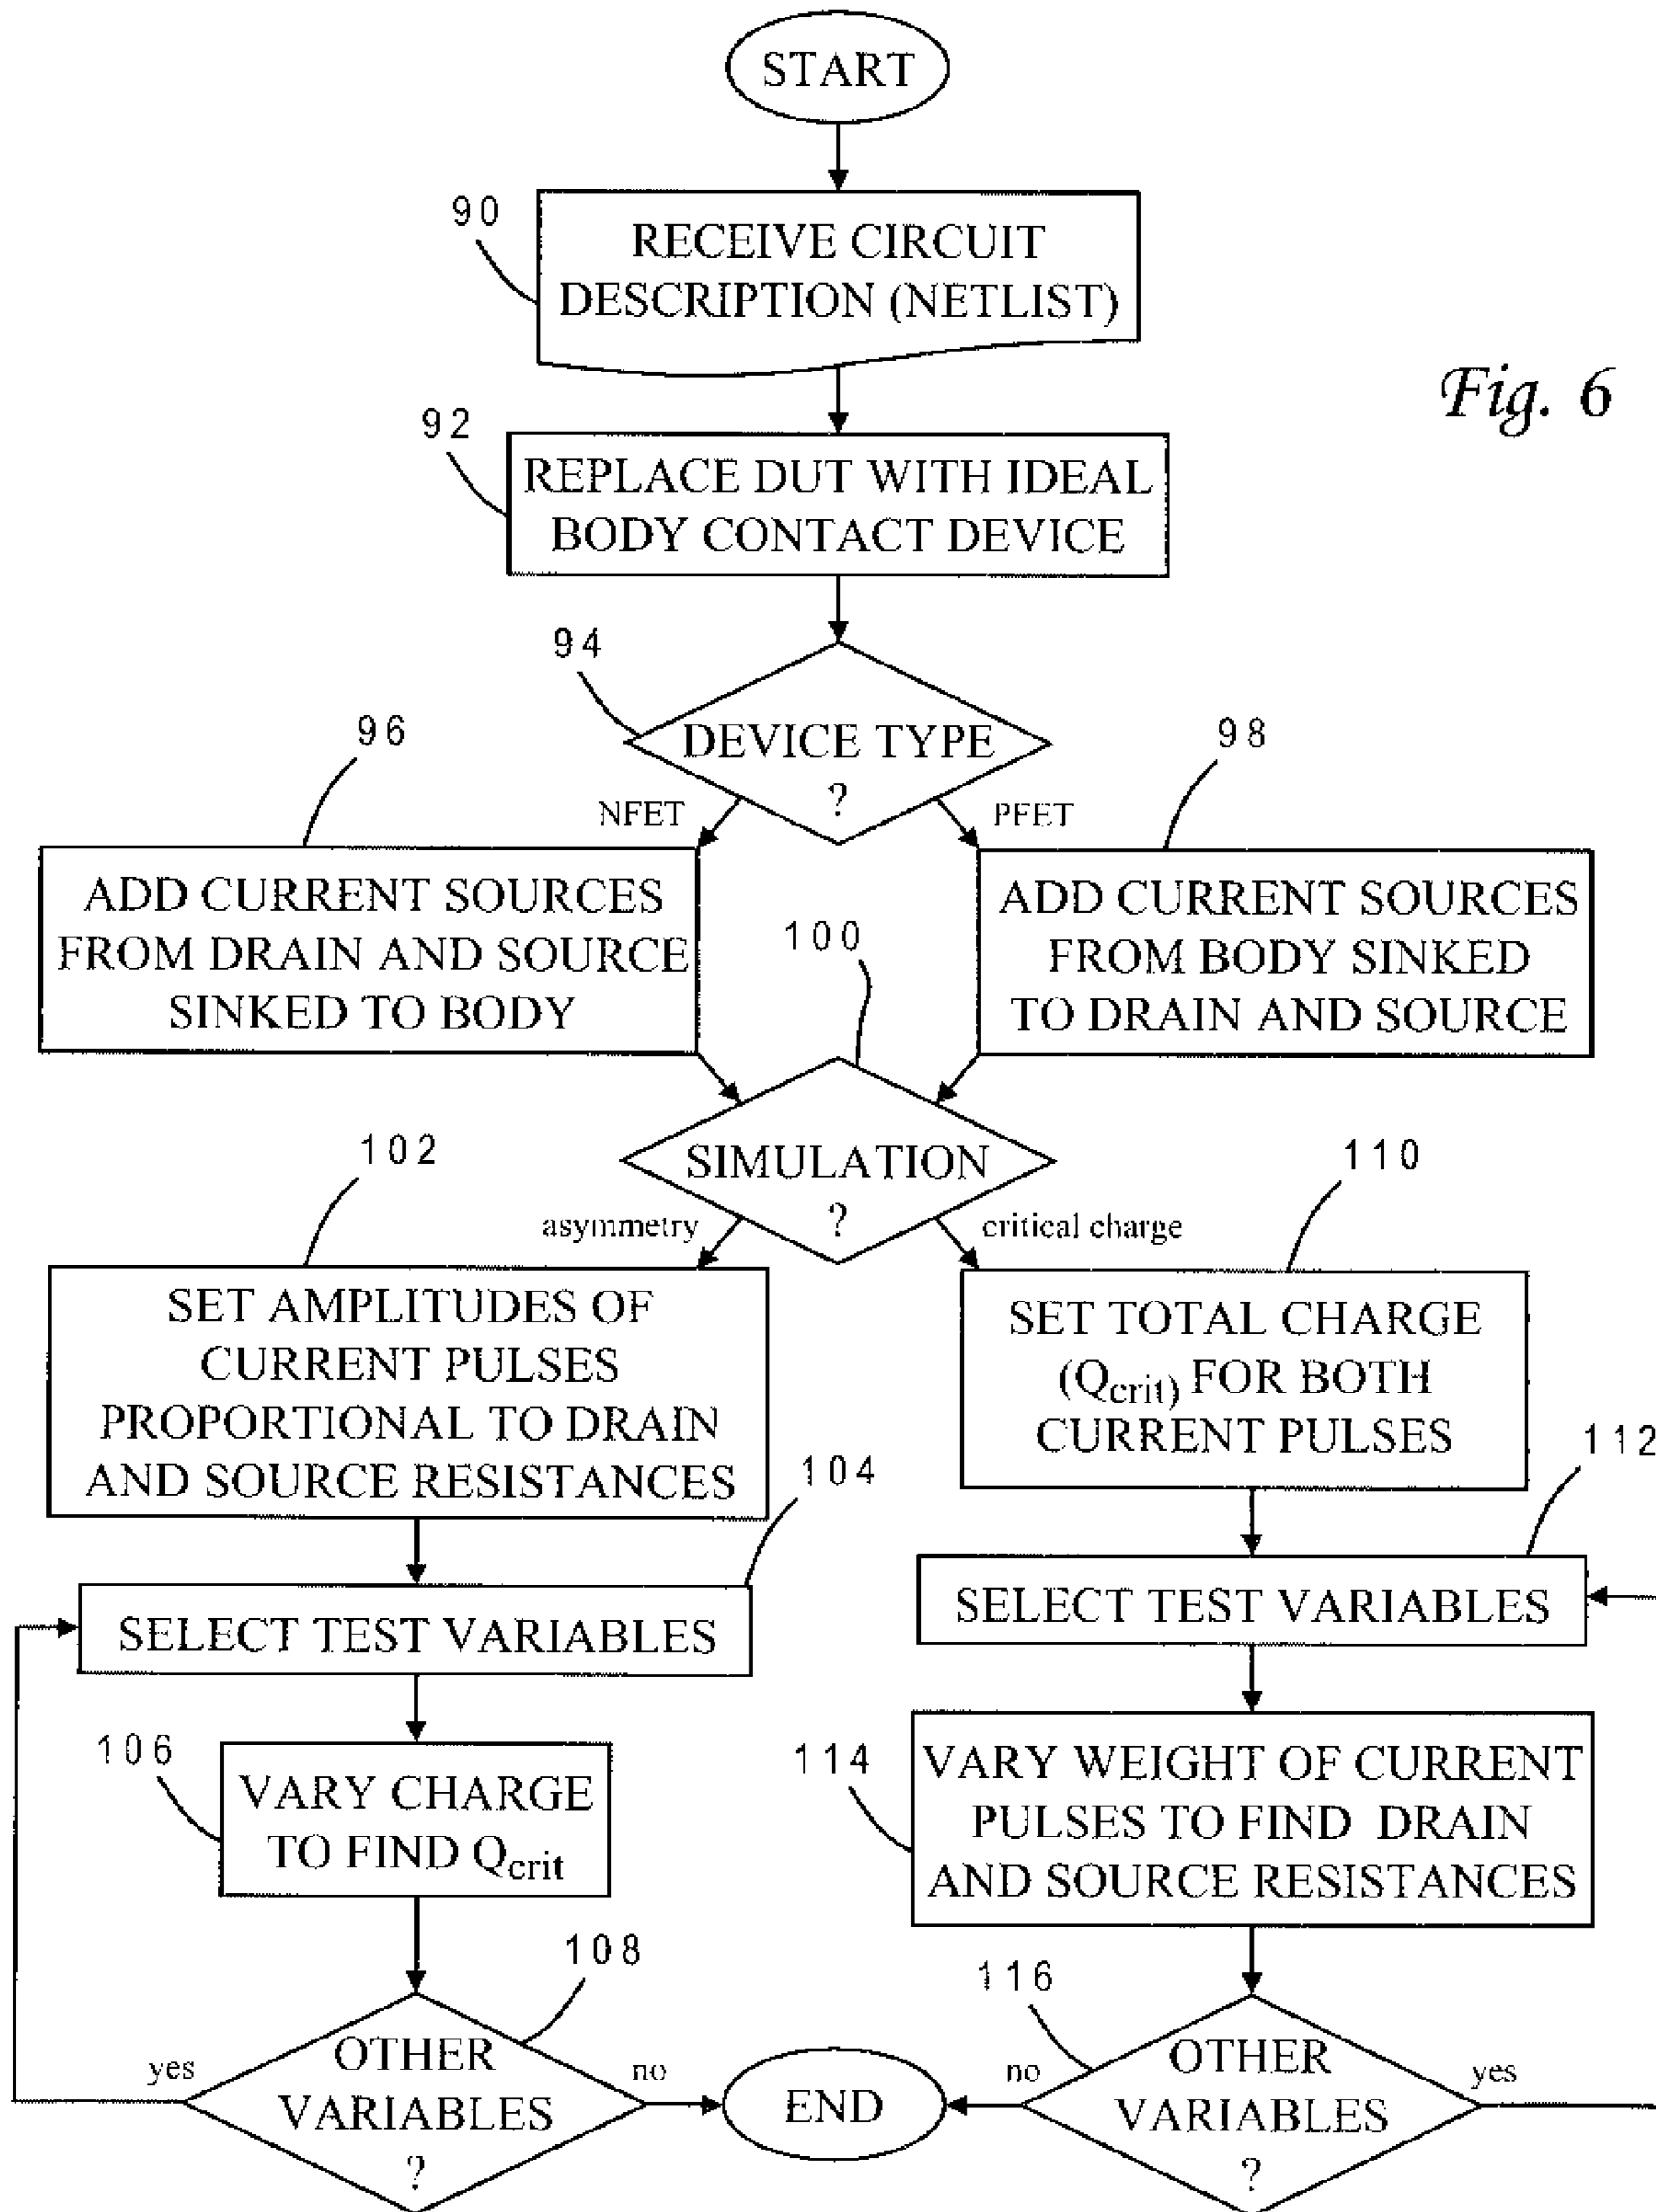 START
90
RECEIVE CIRCUIT
DESCRIPTION (NETLIST)
Fig. 6
92
REPLACE DUT WITH IDEAL
BODY CONTACT DEVICE
94
DEVICE TYPE
?
NFET
PFET
96
ADD CURRENT SOURCES
FROM DRAIN AND SOURCE
SINKED TO BODY
98
ADD CURRENT SOURCES
FROM BODY SINKED
TO DRAIN AND SOURCE
100
SIMULATION
?
asymmetry
critical charge
102
SET AMPLITUDES OF
CURRENT PULSES
PROPORTIONAL TO DRAIN
AND SOURCE RESISTANCES
110
SET TOTAL CHARGE
(Qcrit) FOR BOTH
CURRENT PULSES
104
SELECT TEST VARIABLES
112
SELECT TEST VARIABLES
106
VARY CHARGE
TO FIND Qcrit
114
VARY WEIGHT OF CURRENT
PULSES TO FIND DRAIN
AND SOURCE RESISTANCES
108
OTHER
VARIABLES
?
yes
no
END
116
OTHER
VARIABLES
?
no
yes